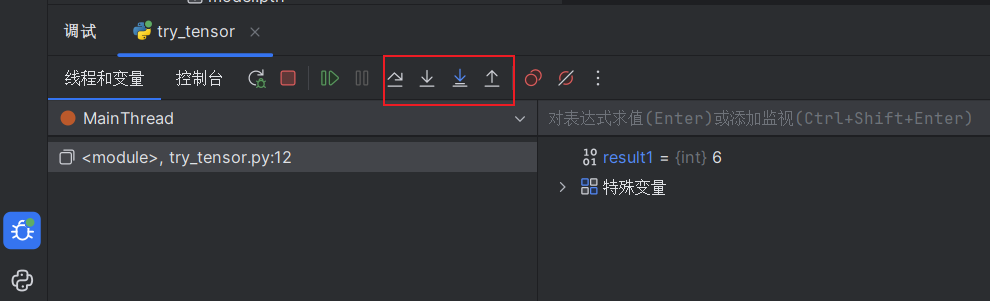 调试 try_tensor
线程和变量 控制台
MainThread 对表达式求值(Enter)或添加监视(Ctrl+Shift+Enter)
<module>, try_tensor.py:12
10
01 result1 = {int} 6
特殊变量